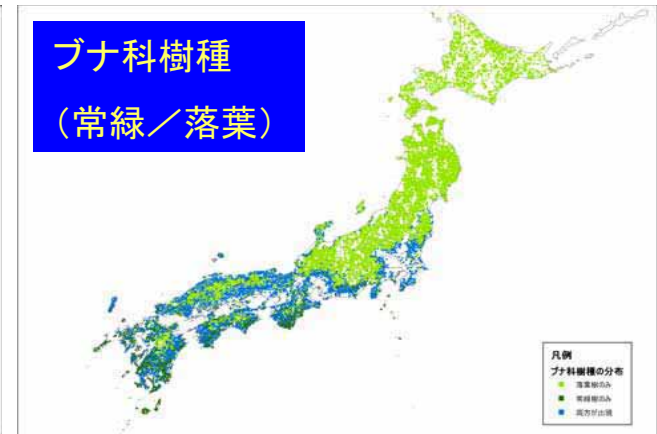 ブナ科樹種
（常緑／落葉）
凡例
ブナ科樹種の分布
落葉樹のみ
常緑樹のみ
両方が出現